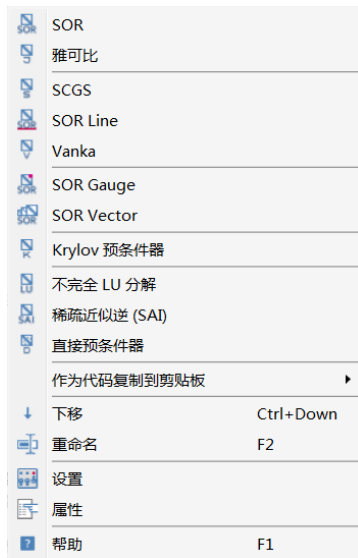 SOR
雅可比
SCGS
SOR Line
Vanka
SOR Gauge
SOR Vector
Krylov 预条件器
不完全 LU 分解
稀疏近似逆 (SAI)
直接预条件器
作为代码复制到剪贴板
下移 Ctrl+Down
重命名 F2
设置
属性
帮助 F1